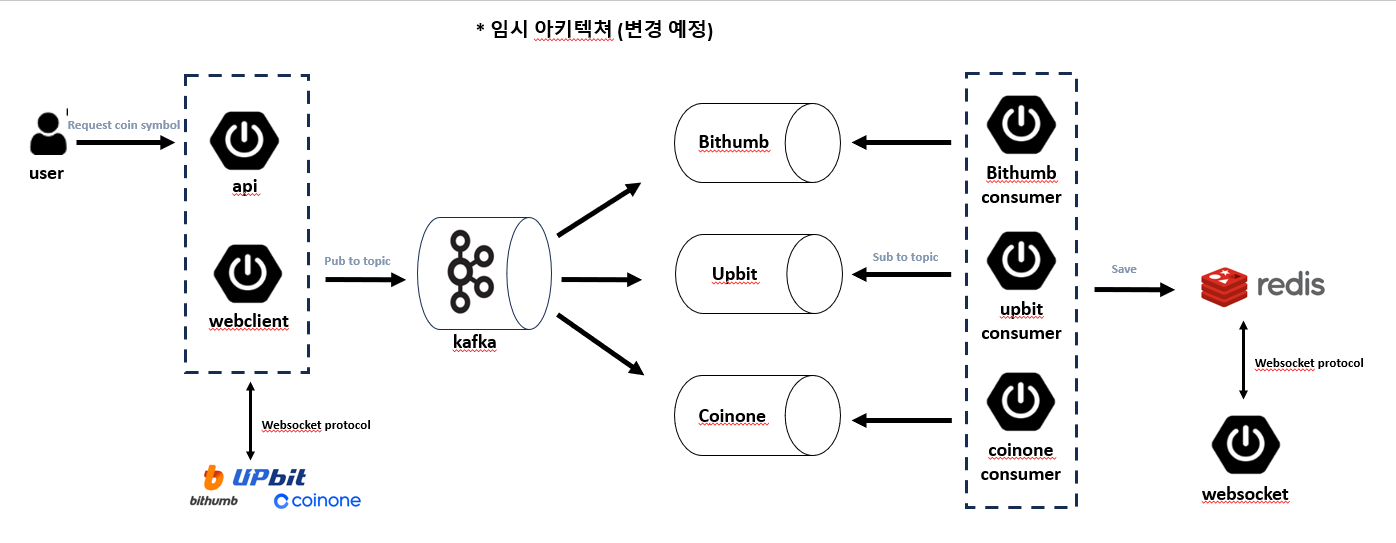 * 임시 아키텍쳐 (변경 예정)
Request coin symbol
user
api
webclient
Websocket protocol
bithumb
UPbit
coinone
Pub to topic
kafka
Bithumb
Upbit
Coinone
Sub to topic
Bithumb
consumer
upbit
consumer
coinone
consumer
Save
redis
Websocket protocol
websocket